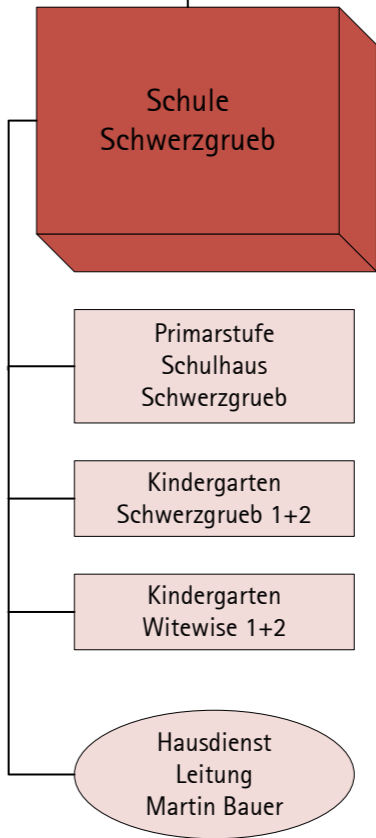 Schule
Schwerzgrueb
Primarstufe
Schulhaus
Schwerzgrueb
Kindergarten
Schwerzgrueb 1+2
Kindergarten
Witewise 1+2
Hausdienst
Leitung
Martin Bauer